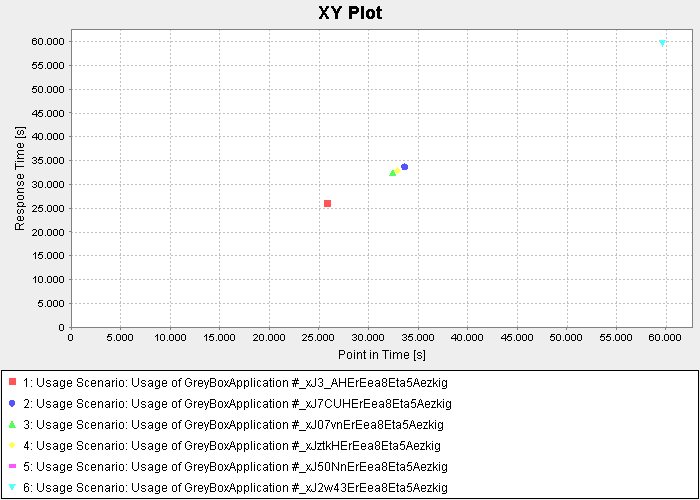 XY Plot
60.000
55.000
50.000
45.000
40.000
35.000
30.000
25.000
20.000
15.000
10.000
5.000
0
Response Time [s]
0 5.000 10.000 15.000 20.000 25.000 30.000 35.000 40.000 45.000 50.000 55.000 60.000
Point in Time [s]
1: Usage Scenario: Usage of GreyBoxApplication #_xJ3_AHErEea8Eta5Aezkig
2: Usage Scenario: Usage of GreyBoxApplication #_xJ7CUHErEea8Eta5Aezkig
3: Usage Scenario: Usage of GreyBoxApplication #_xJ07vnErEea8Eta5Aezkig
4: Usage Scenario: Usage of GreyBoxApplication #_xJztkHErEea8Eta5Aezkig
5: Usage Scenario: Usage of GreyBoxApplication #_xJ50NnErEea8Eta5Aezkig
6: Usage Scenario: Usage of GreyBoxApplication #_xJ2w43ErEea8Eta5Aezkig